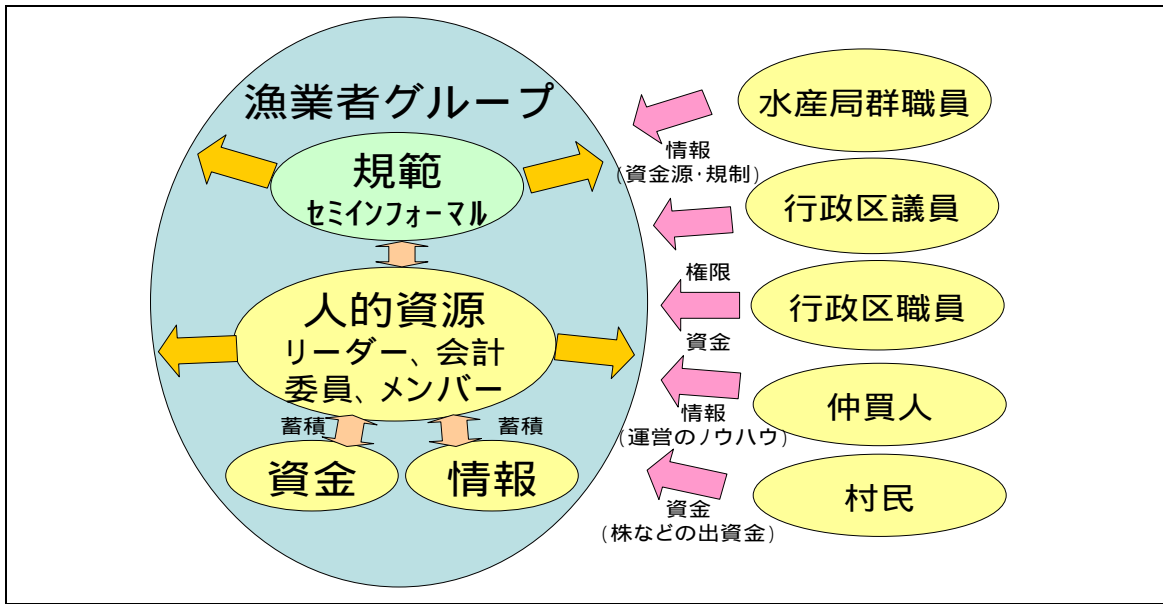 漁業者グループ
規範
セミインフォーマル
人的資源
リーダー、会計
委員、メンバー
蓄積
蓄積
資金
情報
情報
(資金源・規制)
権限
資金
情報
(運営のノウハウ)
資金
(株などの出資金)
水産局群職員
行政区議員
行政区職員
仲買人
村民